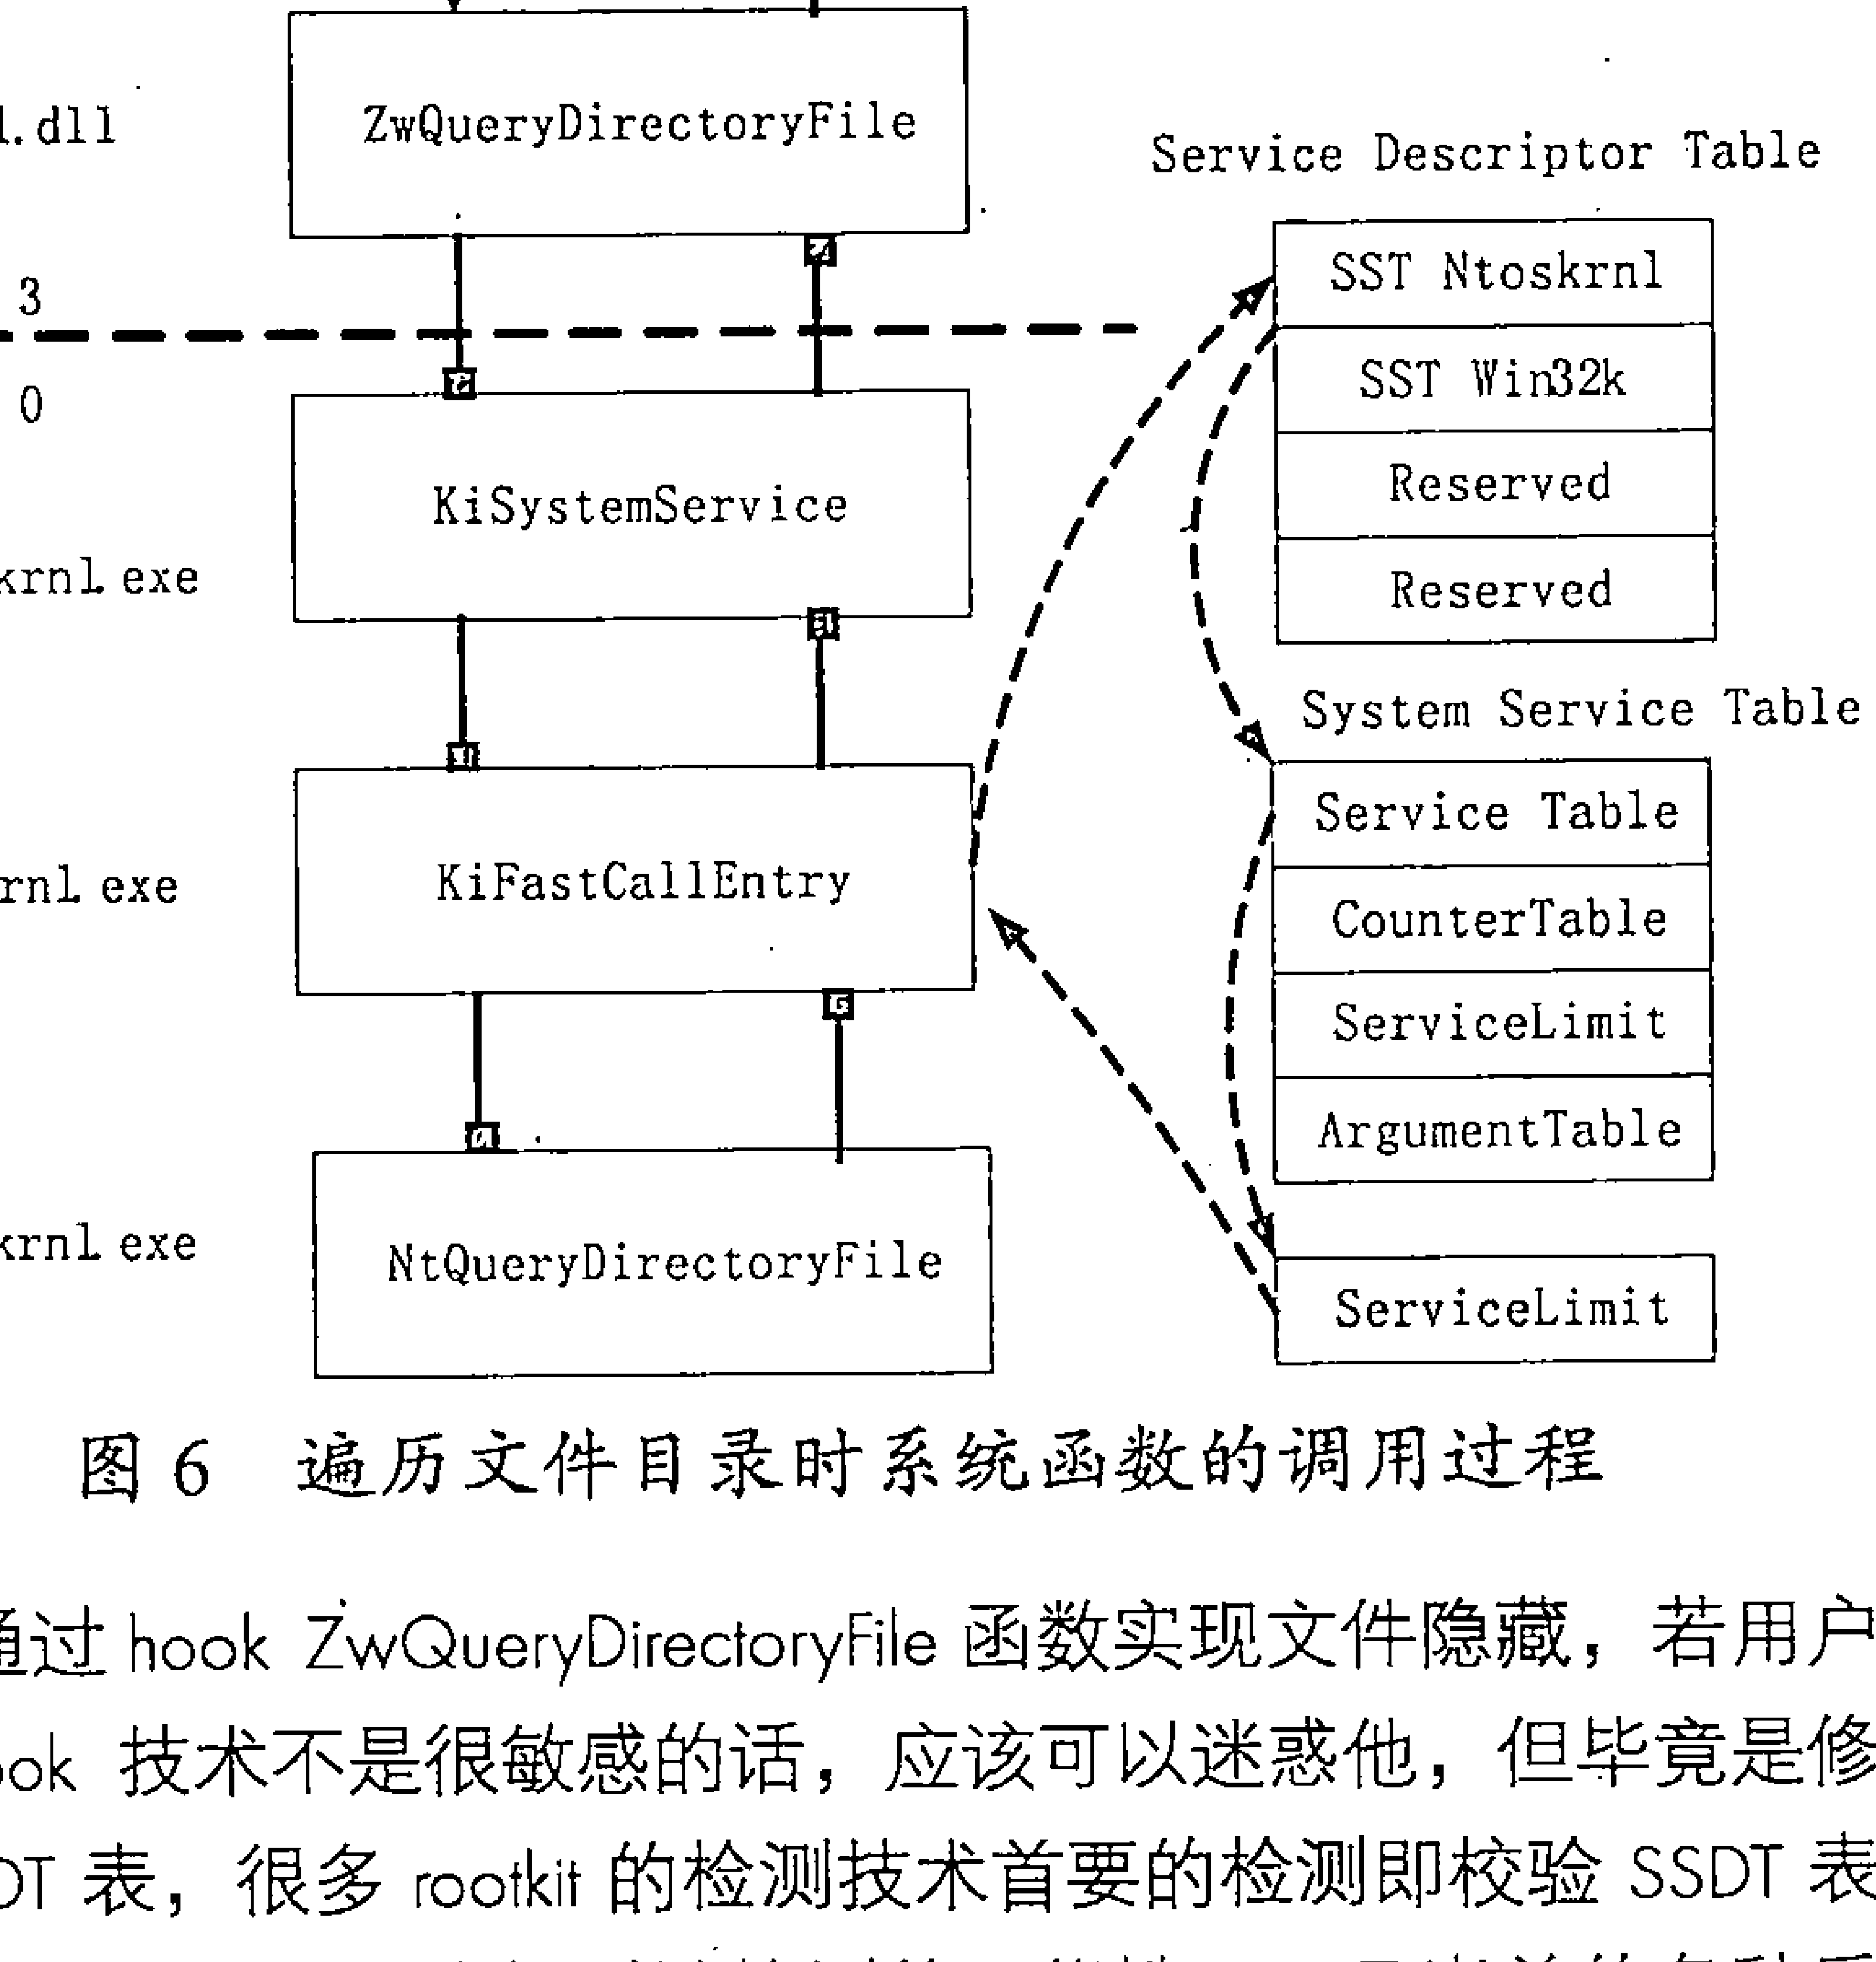 l.dll
ZwQueryDirectoryFile
Service Descriptor Table
3
0
SST Ntoskrnl
SST Win32k
Reserved
Reserved
KiSystemService
krnl.exe
System Service Table
Service Table
CounterTable
ServiceLimit
ArgumentTable
KiFastCallEntry
rnl.exe
NtQueryDirectoryFile
krnl.exe
ServiceLimit
图 6 遍历文件目录时系统函数的调用过程
通过 hook ZwQueryDirectoryFile 函数实现文件隐藏，若用户
ook 技术不是很敏感的话，应该可以迷惑他，但毕竟是修
DT 表，很多 rootkit 的检测技术首要的检测即校验 SSDT 表